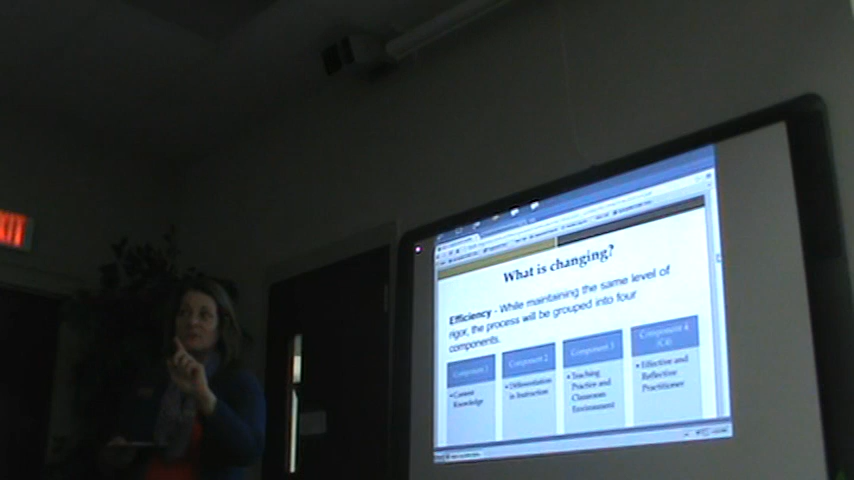 EXIT
What is changing?
Efficiency - While maintaining the same level of
rigor, the process will be grouped into four
components.
Component 1
• Content
Knowledge
Component 2
• Differentiation
in Instruction
Component 3
• Teaching
Practice and
Classroom
Environment
Component 4
(C4)
• Effective and
Reflective
Practitioner